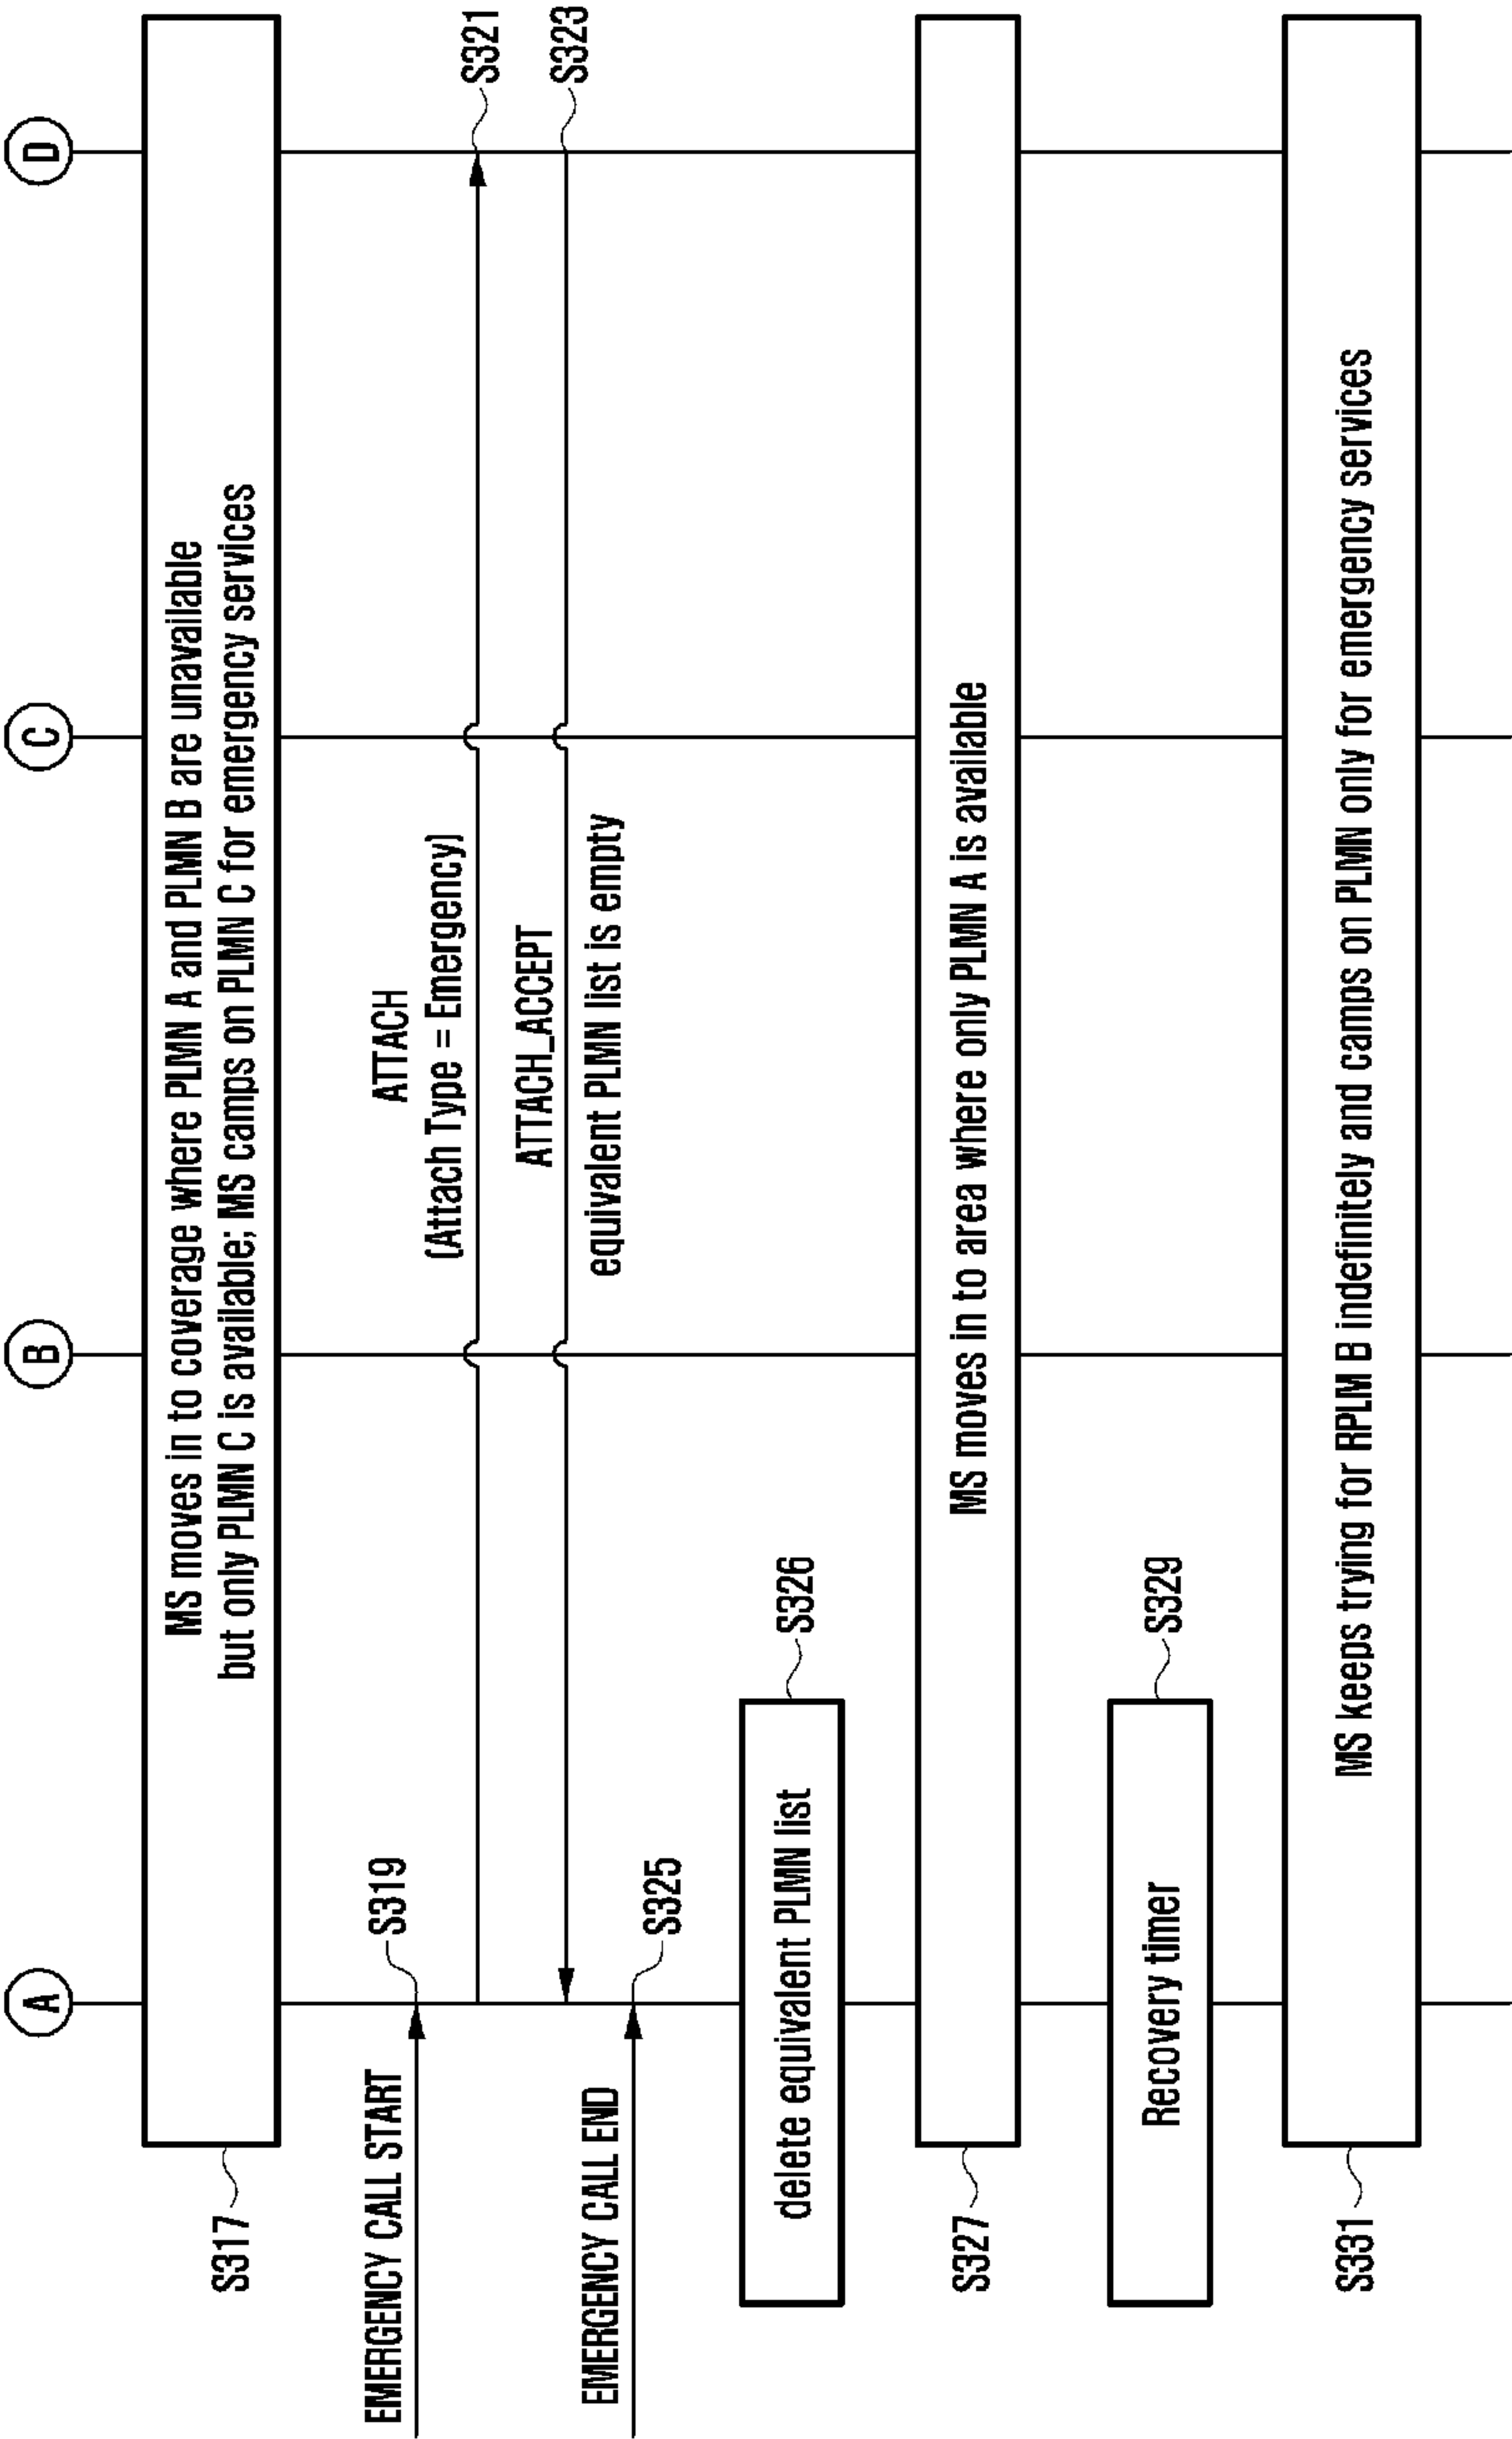 A
B
C
D
MS moves in to coverage where PLMN A and PLMN B are unavailable
but only PLMN C is available; MS camps on PLMN C for emergency services
S317
EMERGENCY CALL START
S319
ATTACH
(Attach Type = Emergency)
S321
ATTACH_ACCEPT
equivalent PLMN list is empty
S323
EMERGENCY CALL END
S325
delete equivalent PLMN list
S326
MS moves in to area where only PLMN A is available
S327
Recovery timer
S329
MS keeps trying for RPLM B indefinitely and camps on PLMN only for emergency services
S331